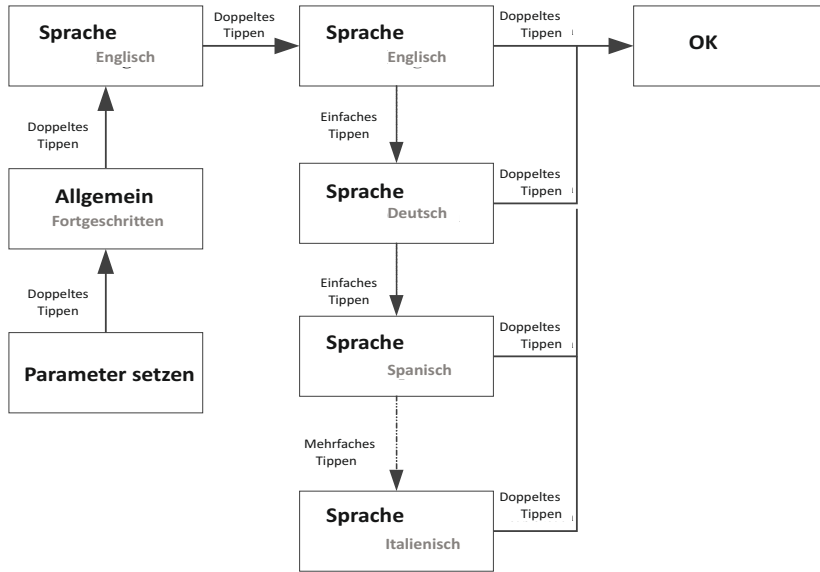 Sprache
Englisch
Doppeltes
Tippen
Sprache
Englisch
Doppeltes
Tippen
OK
Doppeltes
Tippen
Einfaches
Tippen
Allgemein
Fortgeschritten
Sprache
Deutsch
Doppeltes
Tippen
Doppeltes
Tippen
Einfaches
Tippen
Parameter setzen
Sprache
Spanisch
Doppeltes
Tippen
Mehrfaches
Tippen
Sprache
Italienisch
Doppeltes
Tippen